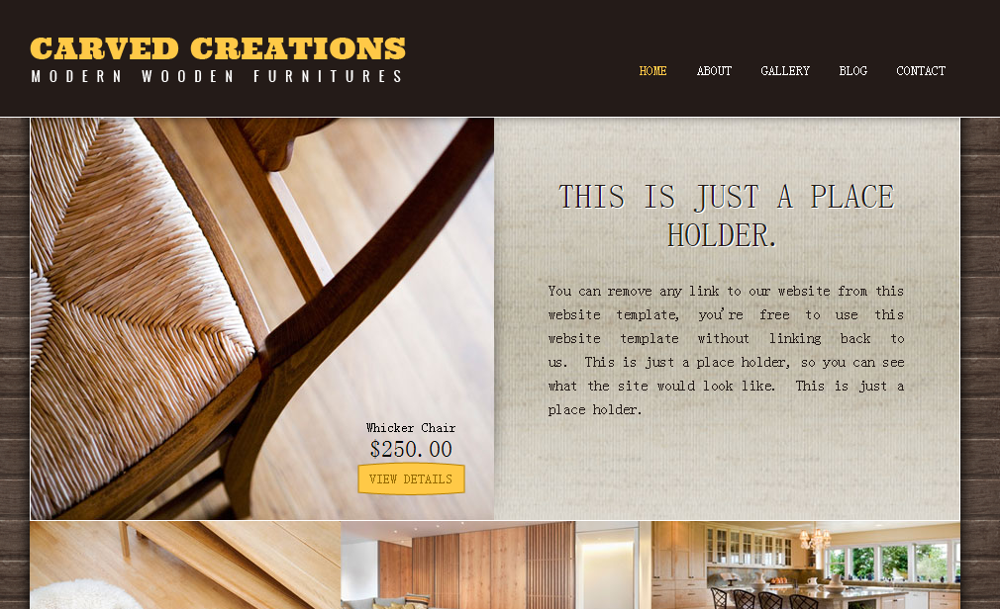 CARVED CREATIONS
MODERN WOODEN FURNITURES
HOME ABOUT GALLERY BLOG CONTACT
THIS IS JUST A PLACE
HOLDER.
You can remove any link to our website from this
website template, you're free to use this
website template without linking back to
us. This is just a place holder, so you can see
what the site would look like. This is just a
place holder.
Whicker Chair
$250.00
VIEW DETAILS